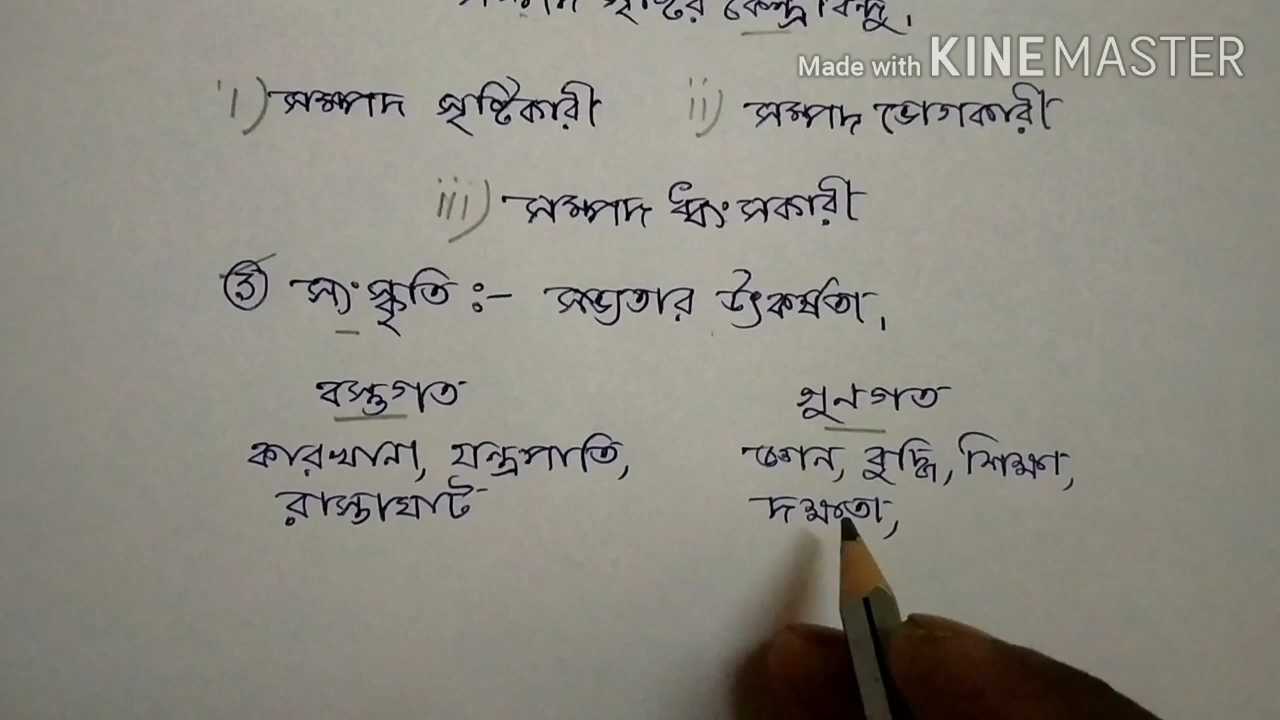 সৃষ্টির কেন্দ্রবিন্দু।
Made with KINEMASTER
i) সম্পদ সৃষ্টিকারী ii) সম্পদ ভোগকারী
iii) সম্পদ ধ্বংসকারী
③ সংস্কৃতি :- সভ্যতার উৎকর্ষতা।
বস্তুগত গুনগত
কারখানা, যন্ত্রপাতি, জ্ঞান, বুদ্ধি, শিক্ষা,
রাস্তাঘাট দক্ষতা,